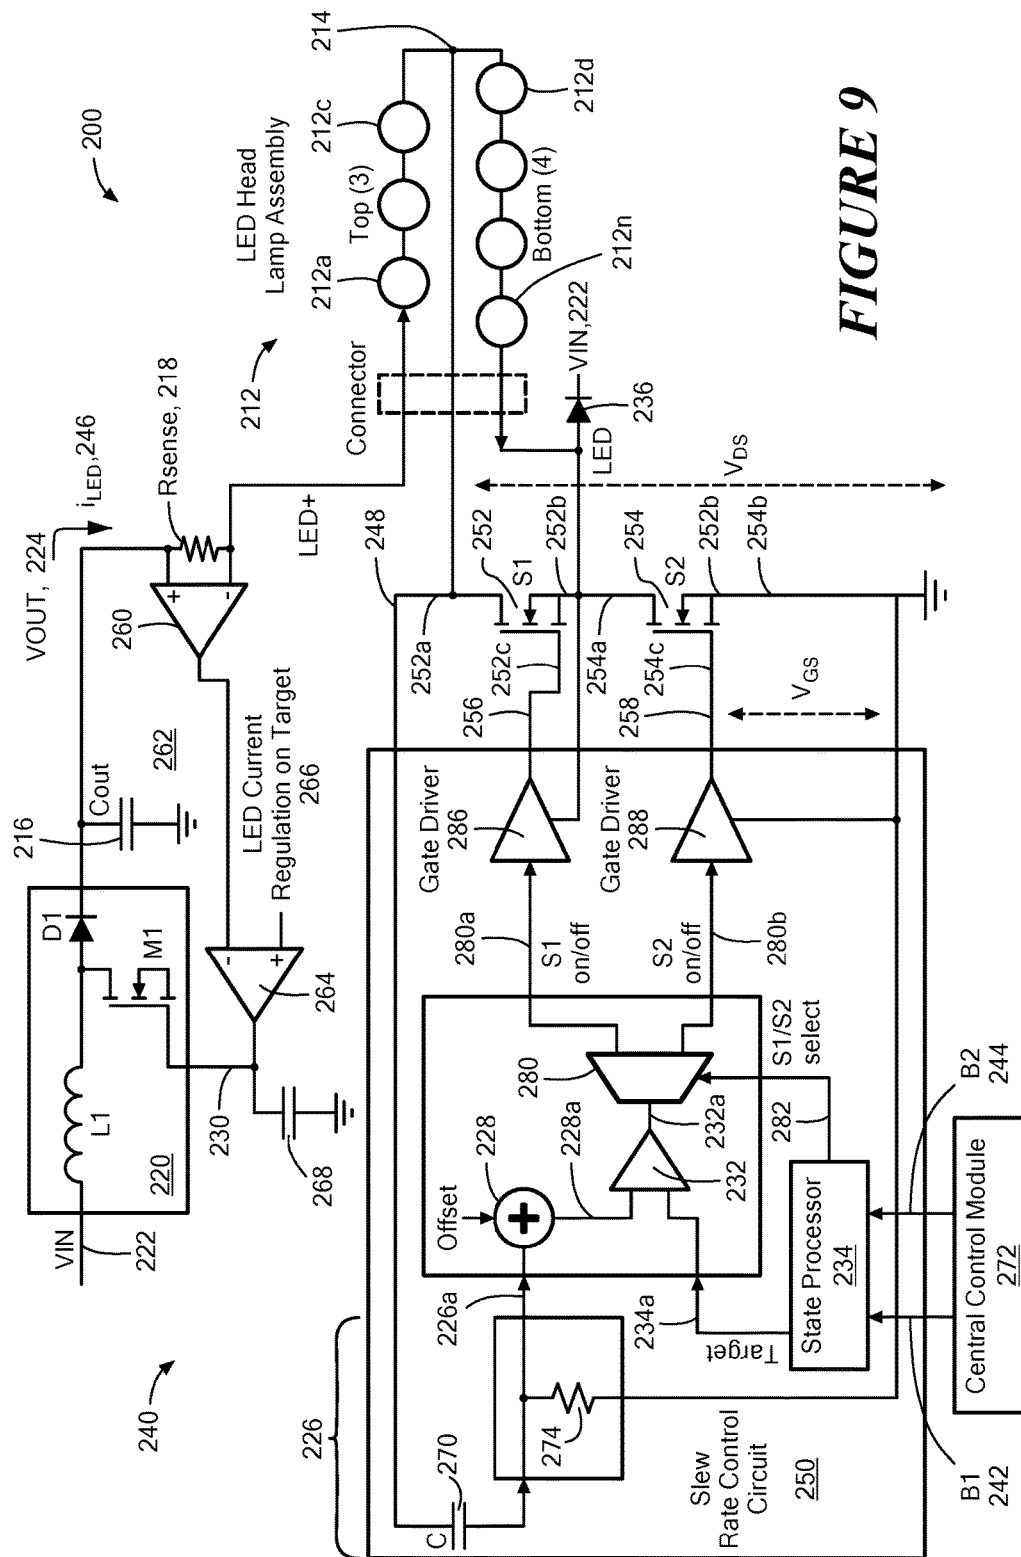 200
240
VIN
222
L1
220
D1
M1
230
268
216
Cout
262
264
-
+
LED Current
Regulation on Target
266
260
+
-
VOUT, 224
iLED,246
Rsense, 218
LED+
212
LED Head
Lamp Assembly
Connector
212a
Top (3)
212c
214
Bottom (4)
212n
212d
VIN,222
236
LED
248
252a
252
S1
252b
252c
254a
254
S2
252b
254b
254c
VDS
VGS
256
258
Gate Driver
286
Gate Driver
288
280a
S1
on/off
S2
on/off
280b
280
S1/S2
select
282
Offset
228
+
228a
232
232a
226
226a
234a
Target
C
270
274
Slew
Rate Control
Circuit
250
State Processor
234
B1
242
B2
244
Central Control Module
272
FIGURE 9